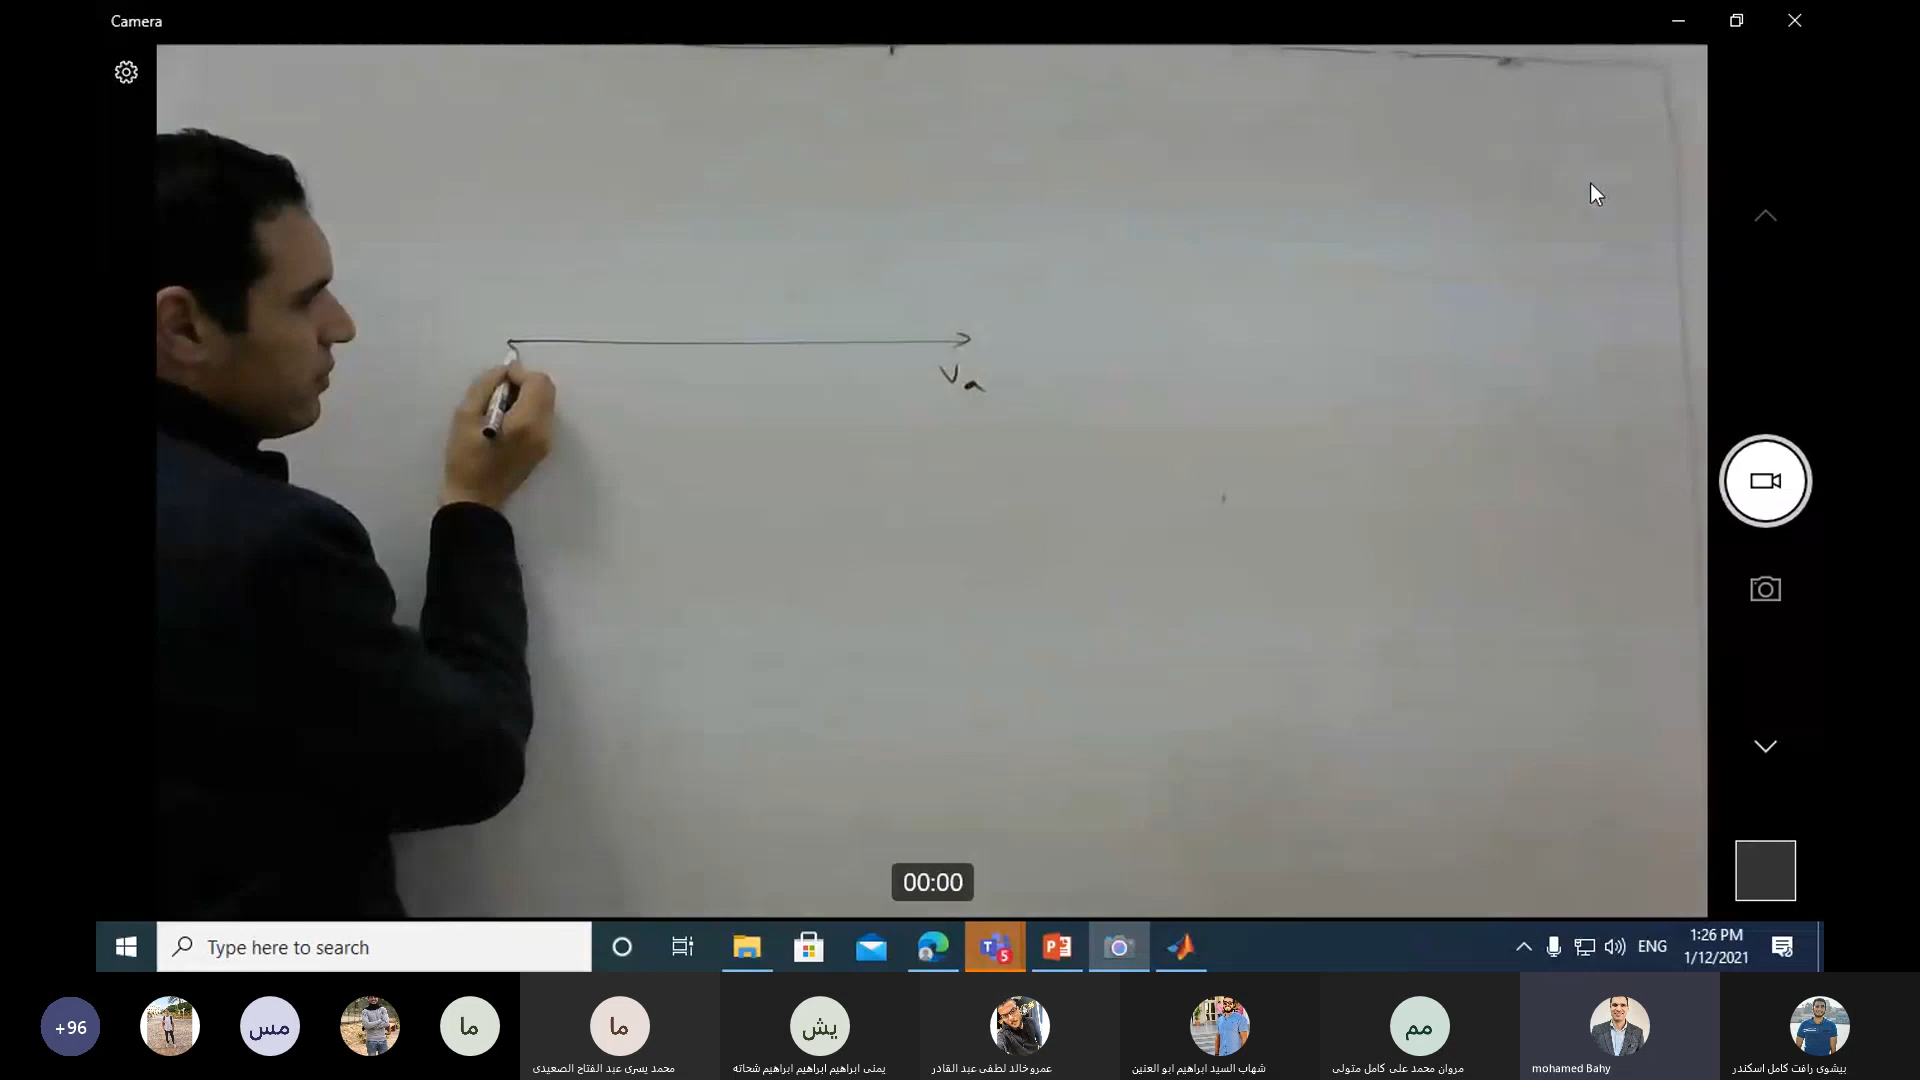 Camera
Va
00:00
Type here to search
5
ENG
1:26 PM
1/12/2021
+96
مس
ما
ما
محمد يسرى عبد الفتاح الصعيدى
يش
يمنى ابراهيم ابراهيم ابراهيم شحاته
عمروخالد لطفى عبد القادر
شهاب السيد ابراهيم ابو العنين
مم
مروان محمد على كامل متولى
mohamed Bahy
بيشوى رافت كامل اسكندر